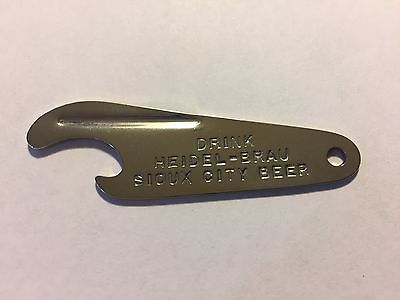 DRINK
HEIDEL-BRAU
SIOUX CITY BEER